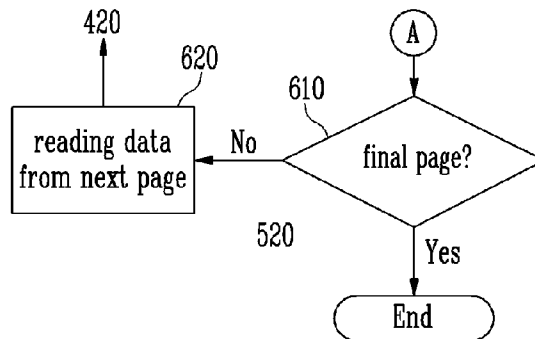 420
A
620
610
reading data
from next page
No
final page?
520
Yes
End